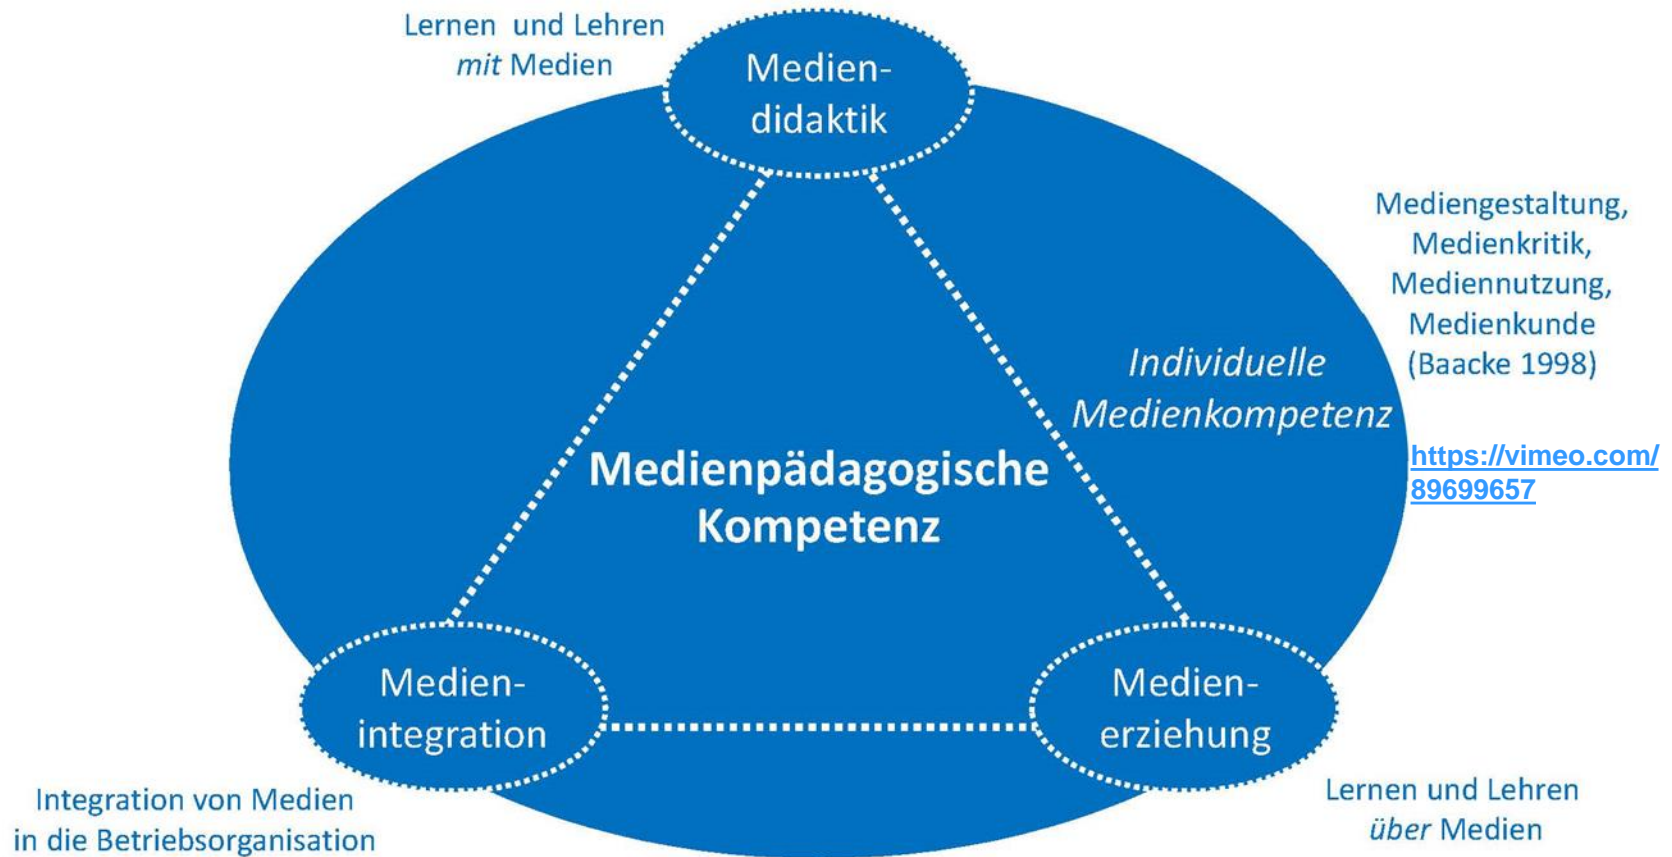 Lernen und Lehren
mit Medien
Medien-
didaktik
Mediengestaltung,
Medienkritik,
Mediennutzung,
Medienkunde
(Baacke 1998)
Individuelle
Medienkompetenz
https://vimeo.com/
89699657
Medienpädagogische
Kompetenz
Medien-
integration
Medien-
erziehung
Integration von Medien
in die Betriebsorganisation
Lernen und Lehren
über Medien